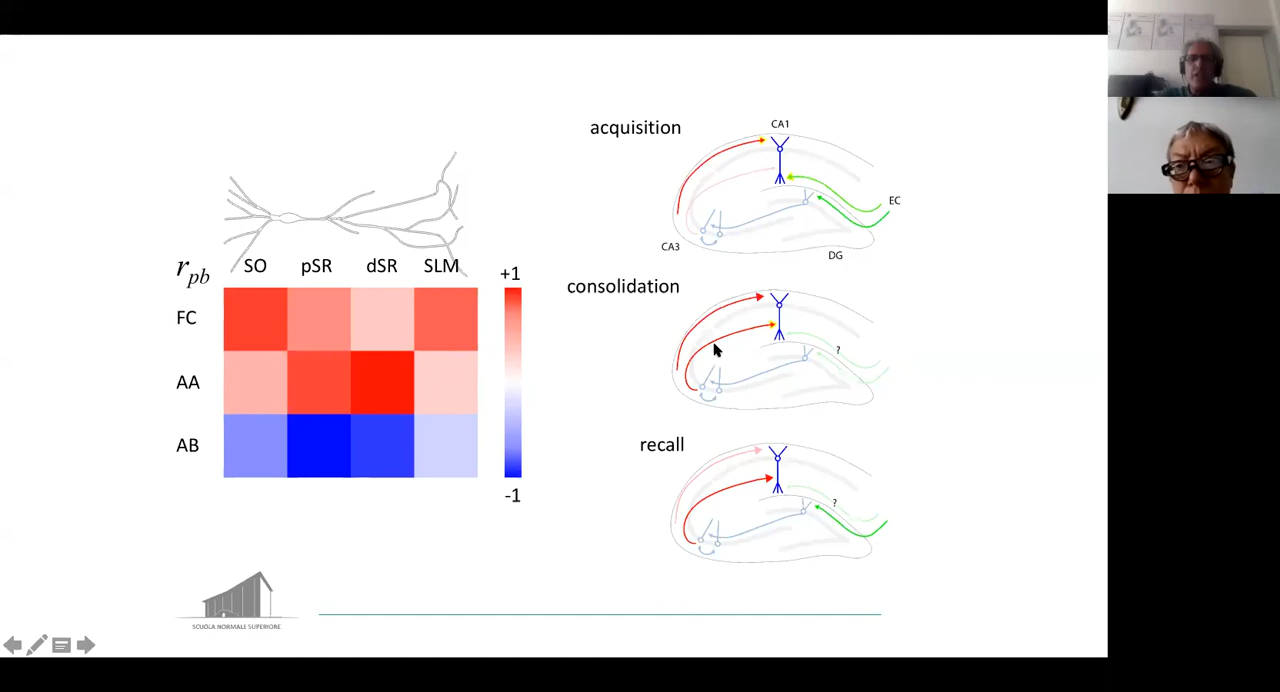 r_pb
SO pSR dSR SLM
FC
AA
AB
+1
-1
acquisition
CA1
EC
CA3
DG
consolidation
?
recall
?
SCUOLA NORMALE SUPERIORE